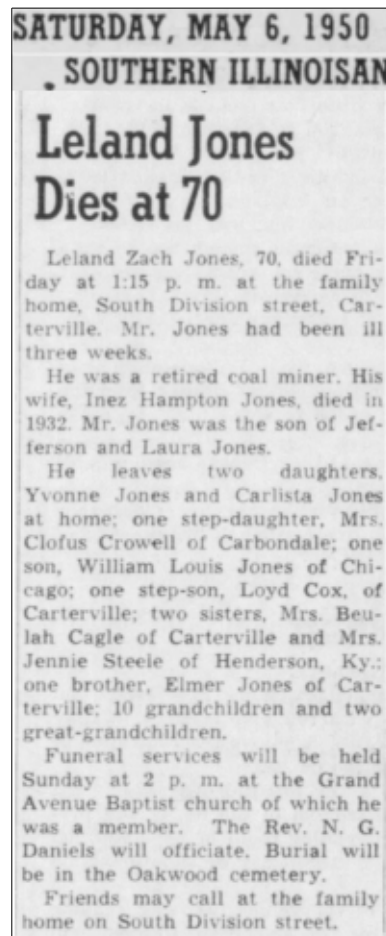 SATURDAY, MAY 6, 1950
SOUTHERN ILLINOISAN
Leland Jones
Dies at 70
Leland Zach Jones, 70, died Fri-
day at 1:15 p. m. at the family
home, South Division street, Car-
terville. Mr. Jones had been ill
three weeks.
He was a retired coal miner. His
wife, Inez Hampton Jones, died in
1932. Mr. Jones was the son of Jef-
ferson and Laura Jones.
He leaves two daughters,
Yvonne Jones and Carlista Jones
at home; one step-daughter, Mrs.
Clofus Crowell of Carbondale; one
son, William Louis Jones of Chi-
cago; one step-son, Loyd Cox, of
Carterville; two sisters, Mrs. Beu-
lah Cagle of Carterville and Mrs.
Jennie Steele of Henderson, Ky.;
one brother, Elmer Jones of Car-
terville; 10 grandchildren and two
great-grandchildren.
Funeral services will be held
Sunday at 2 p. m. at the Grand
Avenue Baptist church of which he
was a member. The Rev. N. G.
Daniels will officiate. Burial will
be in the Oakwood cemetery.
Friends may call at the family
home on South Division street.